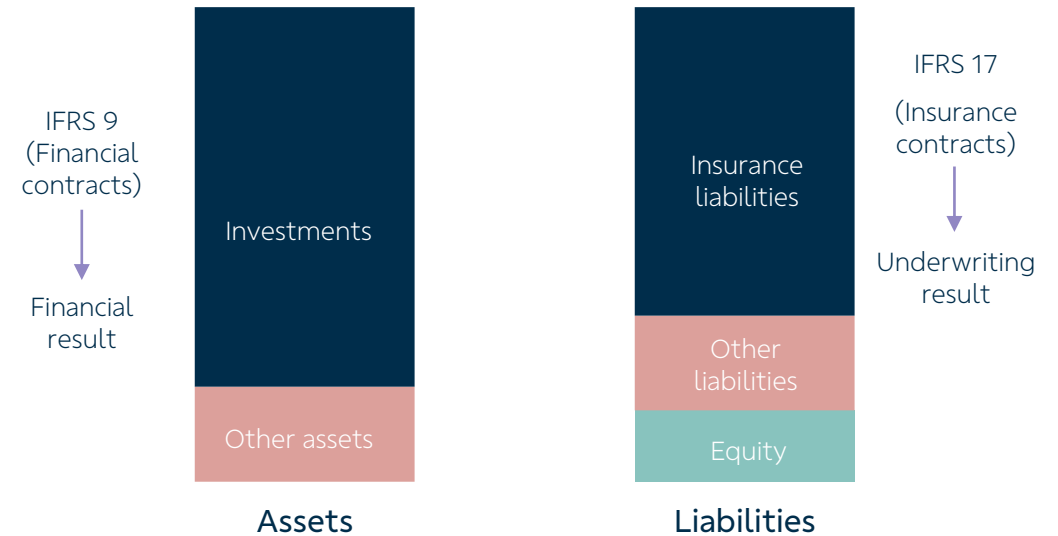 IFRS 9
(Financial
contracts)
Financial
result
Investments
Other assets
Assets
Insurance
liabilities
Other
liabilities
Equity
Liabilities
IFRS 17
(Insurance
contracts)
Underwriting
result